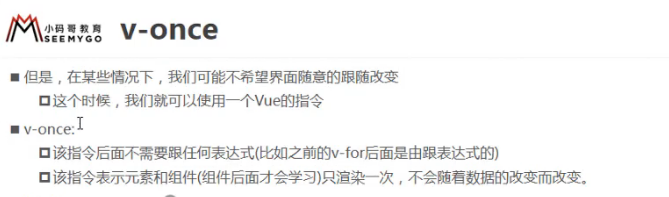 小码哥教育
SEEMYGO
v-once
■ 但是，在某些情况下，我们可能不希望界面随意的跟随改变
这个时候，我们就可以使用一个Vue的指令
■ v-once:
该指令后面不需要跟任何表达式(比如之前的v-for后面是由跟表达式的)
该指令表示元素和组件(组件后面才会学习)只渲染一次，不会随着数据的改变而改变。